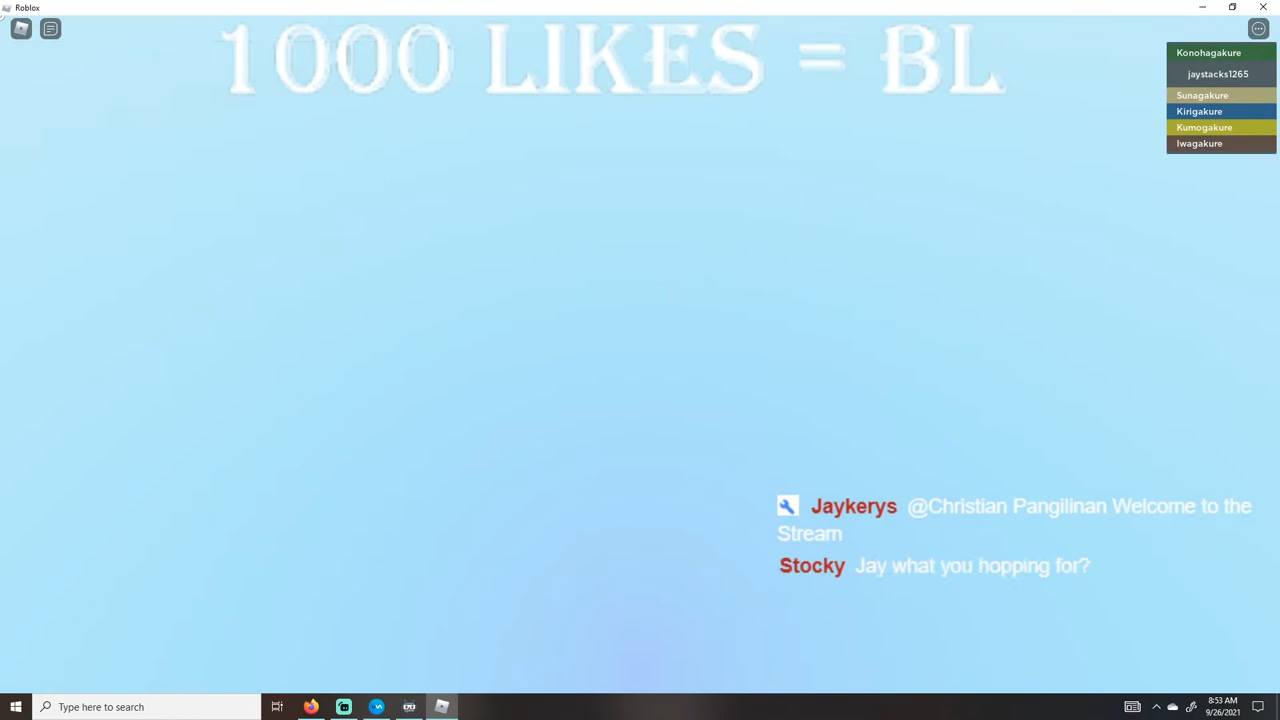 Roblox
1000 LIKES = BL
Konohagakure
jaystacks1265
Sunagakure
Kirigakure
Kumogakure
Iwagakure
Jaykerys @Christian Pangilinan Welcome to the
Stream
Stocky Jay what you hopping for?
Type here to search
8:53 AM
9/26/2021